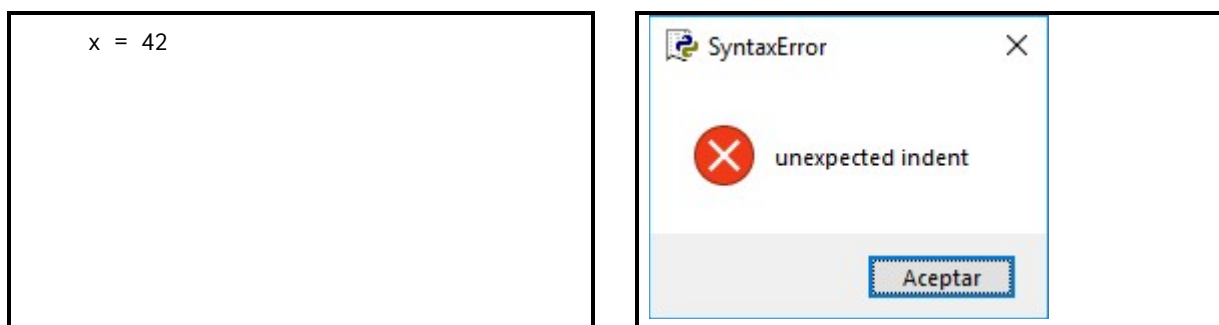 x = 42
SyntaxError
unexpected indent
Aceptar